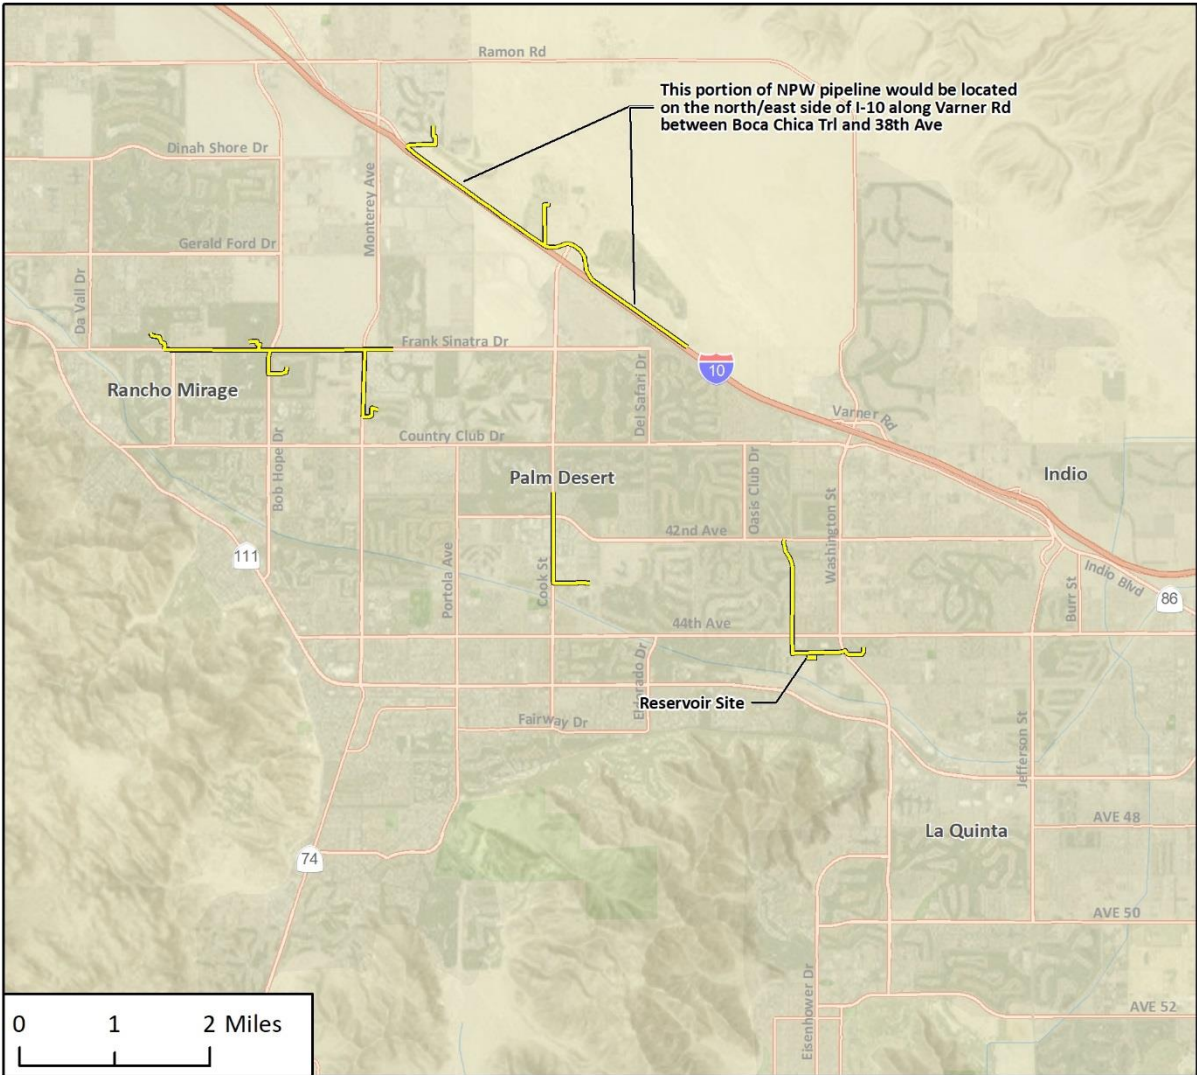 Ramon Rd
This portion of NPW pipeline would be located
on the north/east side of I-10 along Varner Rd
between Boca Chica Trl and 38th Ave
Dinah Shore Dr
Monterey Ave
Gerald Ford Dr
Da Vall Dr
Frank Sinatra Dr
10
Rancho Mirage
Del Safari Dr
Varner Rd
Country Club Dr
Bob Hope Dr
Palm Desert
Indio
Oasis Club Dr
Washington St
42nd Ave
111
Portola Ave
Cook St
Indio Blvd
Burr St
86
44th Ave
Eldorado Dr
Reservoir Site
Fairway Dr
Jefferson St
AVE 48
La Quinta
74
AVE 50
Eisenhower Dr
AVE 52
0 1 2 Miles